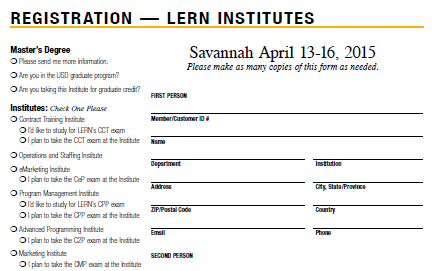 REGISTRATION — LERN INSTITUTES
Master's Degree
Please send me more information.
Are you in the USD graduate program?
Are you taking this Institute for graduate credit?
Institutes: Check One Please
Contract Training Institute
I'd like to study for LERN's CCT exam
I plan to take the CCT exam at the Institute
Operations and Staffing Institute
eMarketing Institute
I plan to take the CeP exam at the Institute
Program Management Institute
I'd like to study for LERN's CPP exam
I plan to take the CPP exam at the Institute
Advanced Programming Institute
I plan to take the C2P exam at the Institute
Marketing Institute
I plan to take the CMP exam at the Institute
Savannah April 13-16, 2015
Please make as many copies of this form as needed.
FIRST PERSON
Member/Customer ID #
Name
Department Institution
Address City, State/Province
ZIP/Postal Code Country
Email Phone
SECOND PERSON